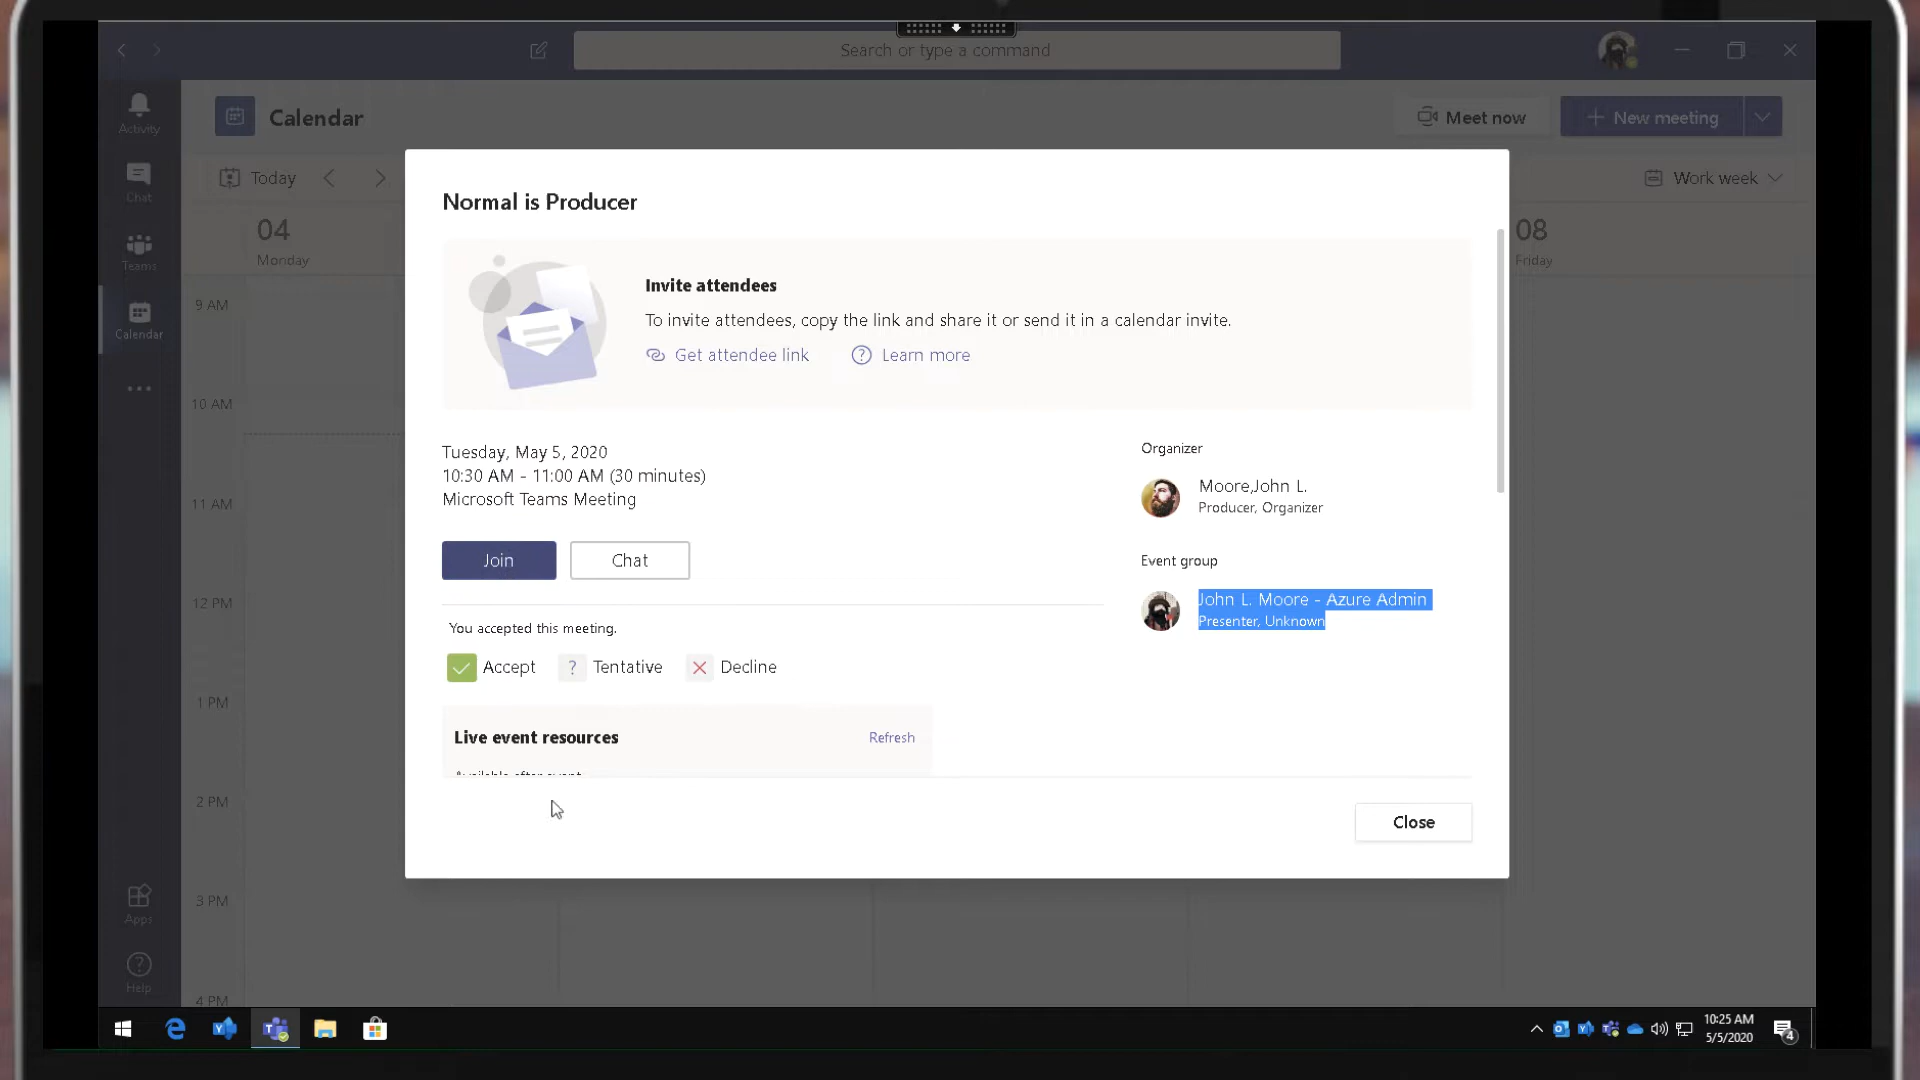 Search or type a command
Activity
Chat
Teams
Calendar
Apps
Help
Calendar
Meet now
New meeting
Today
Work week
04
Monday
08
Friday
9 AM
10 AM
11 AM
12 PM
1 PM
2 PM
3 PM
4 PM
Normal is Producer
Invite attendees
To invite attendees, copy the link and share it or send it in a calendar invite.
Get attendee link
Learn more
Tuesday, May 5, 2020
10:30 AM - 11:00 AM (30 minutes)
Microsoft Teams Meeting
Join
Chat
You accepted this meeting.
Accept
Tentative
Decline
Live event resources
Refresh
Available after event
Organizer
Moore,John L.
Producer, Organizer
Event group
John L. Moore - Azure Admin
Presenter, Unknown
Close
10:25 AM
5/5/2020
4